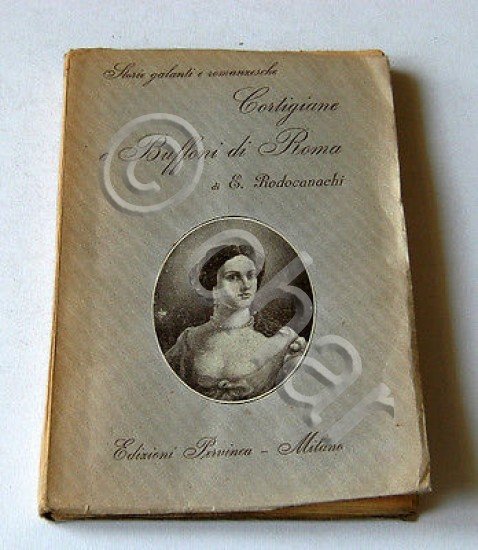 Storie galanti e romanzesche
Cortigiane
e Buffoni di Roma
di E. Rodocanachi
Edizioni Pervinca - Milano
©